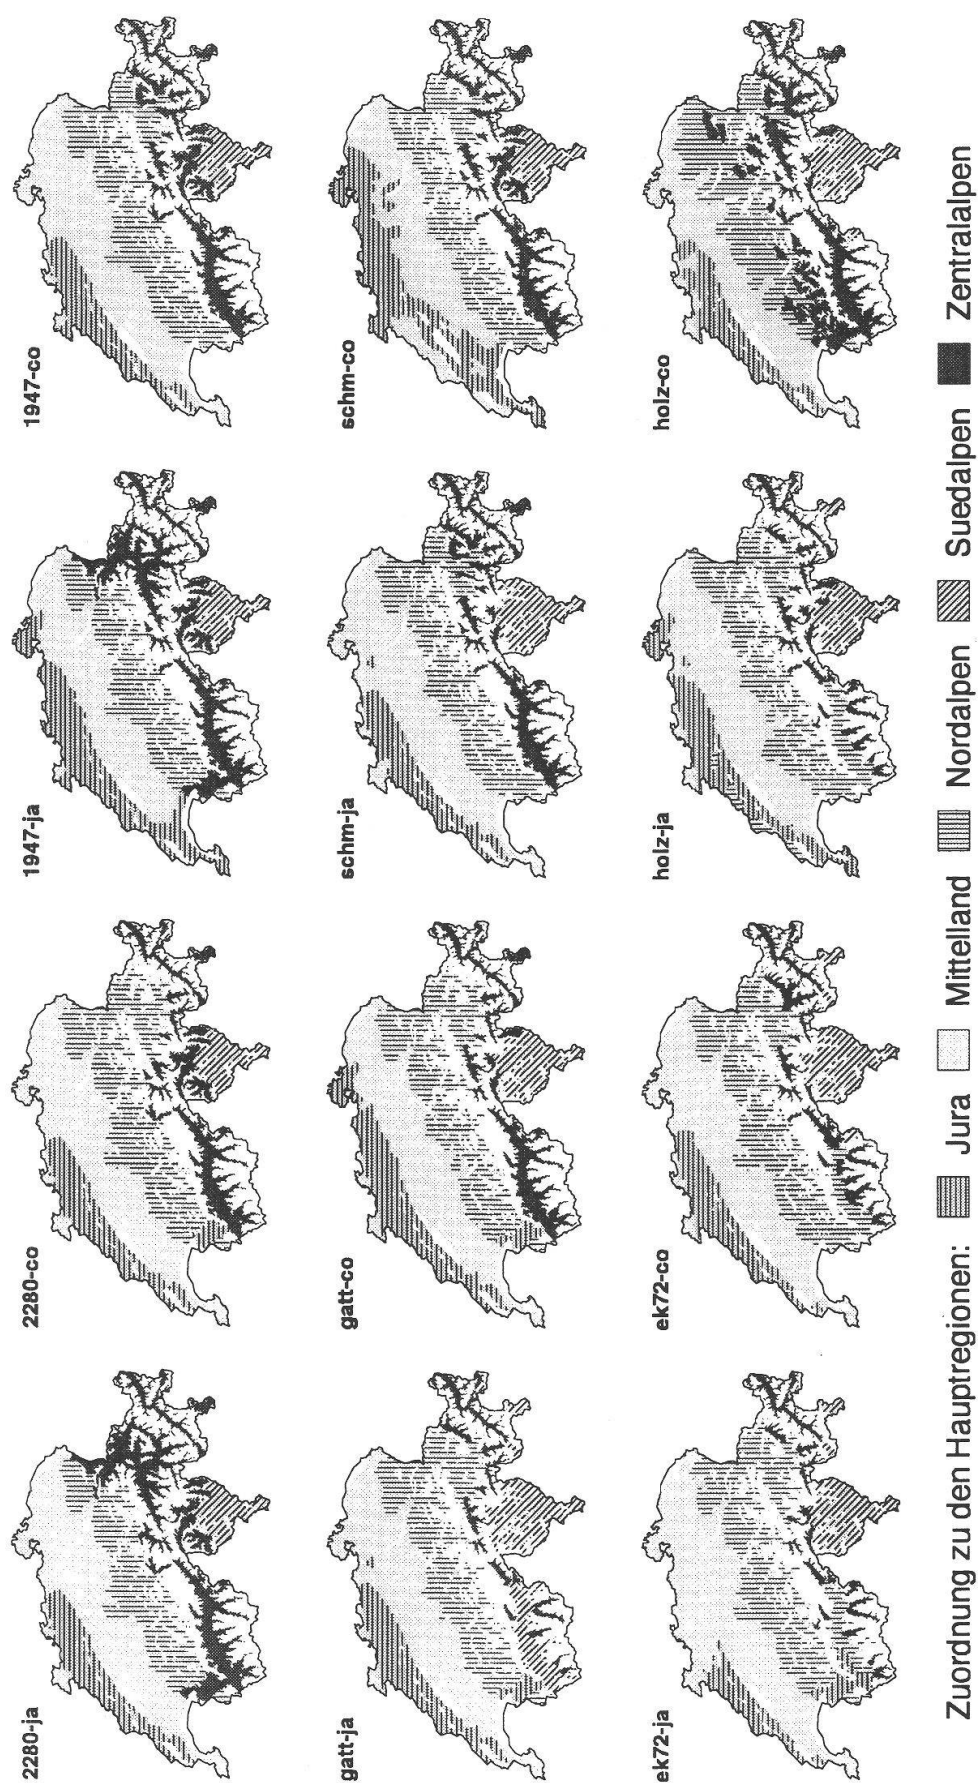 2280-ja
2280-co
1947-ja
1947-co
gatt-ja
gatt-co
schm-ja
schm-co
ek72-ja
ek72-co
holz-ja
holz-co
Zuordnung zu den Hauptregionen: Jura Mittelland Nordalpen Suedalpen Zentralalpen